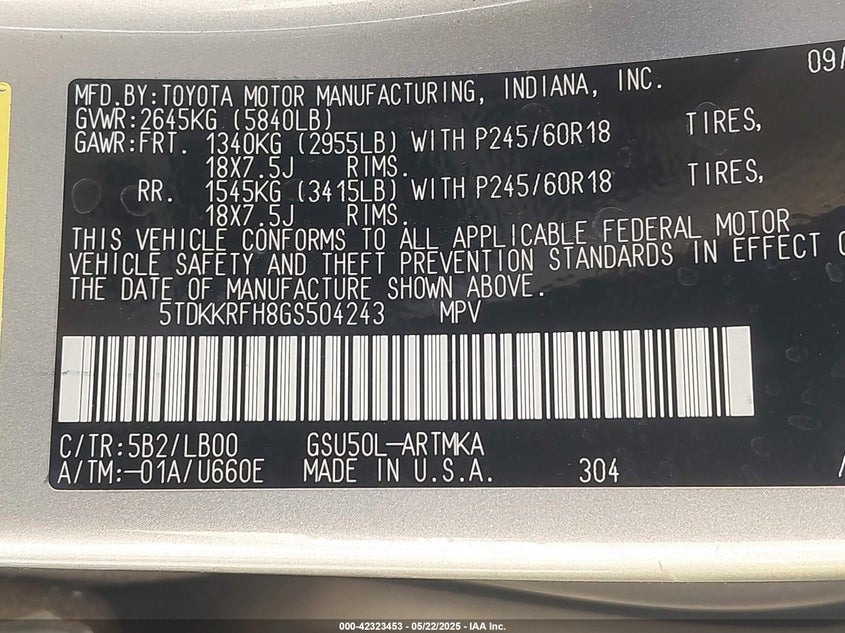 09/
MFD.BY:TOYOTA MOTOR MANUFACTURING, INDIANA, INC.
GVWR:2645KG (5840LB)
GAWR:FRT. 1340KG (2955LB) WITH P245/60R18 TIRES,
18X7.5J RIMS.
RR. 1545KG (3415LB) WITH P245/60R18 TIRES,
18X7.5J RIMS.
THIS VEHICLE CONFORMS TO ALL APPLICABLE FEDERAL MOTOR
VEHICLE SAFETY AND THEFT PREVENTION STANDARDS IN EFFECT
THE DATE OF MANUFACTURE SHOWN ABOVE.
5TDKKRFH8GS504243 MPV
C/TR:5B2/LB00 GSU50L-ARTMKA
A/TM:-01A/U660E MADE IN U.S.A. 304
000-42323453 - 05/22/2025 - IAA Inc.